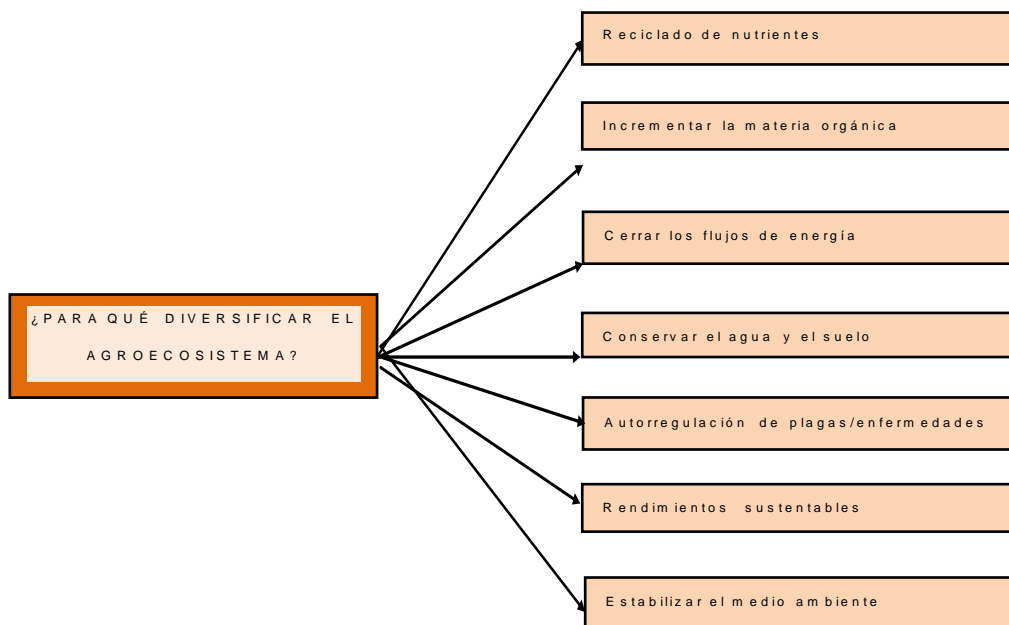 Reciclado de nutrientes
Incrementar la materia orgánica
Cerrar los flujos de energía
¿PARA QUÉ DIVERSIFICAR EL
AGROECOSISTEMA?
Conservar el agua y el suelo
Autorregulación de plagas/enfermedades
Rendimientos sustentables
Estabilizar el medio ambiente